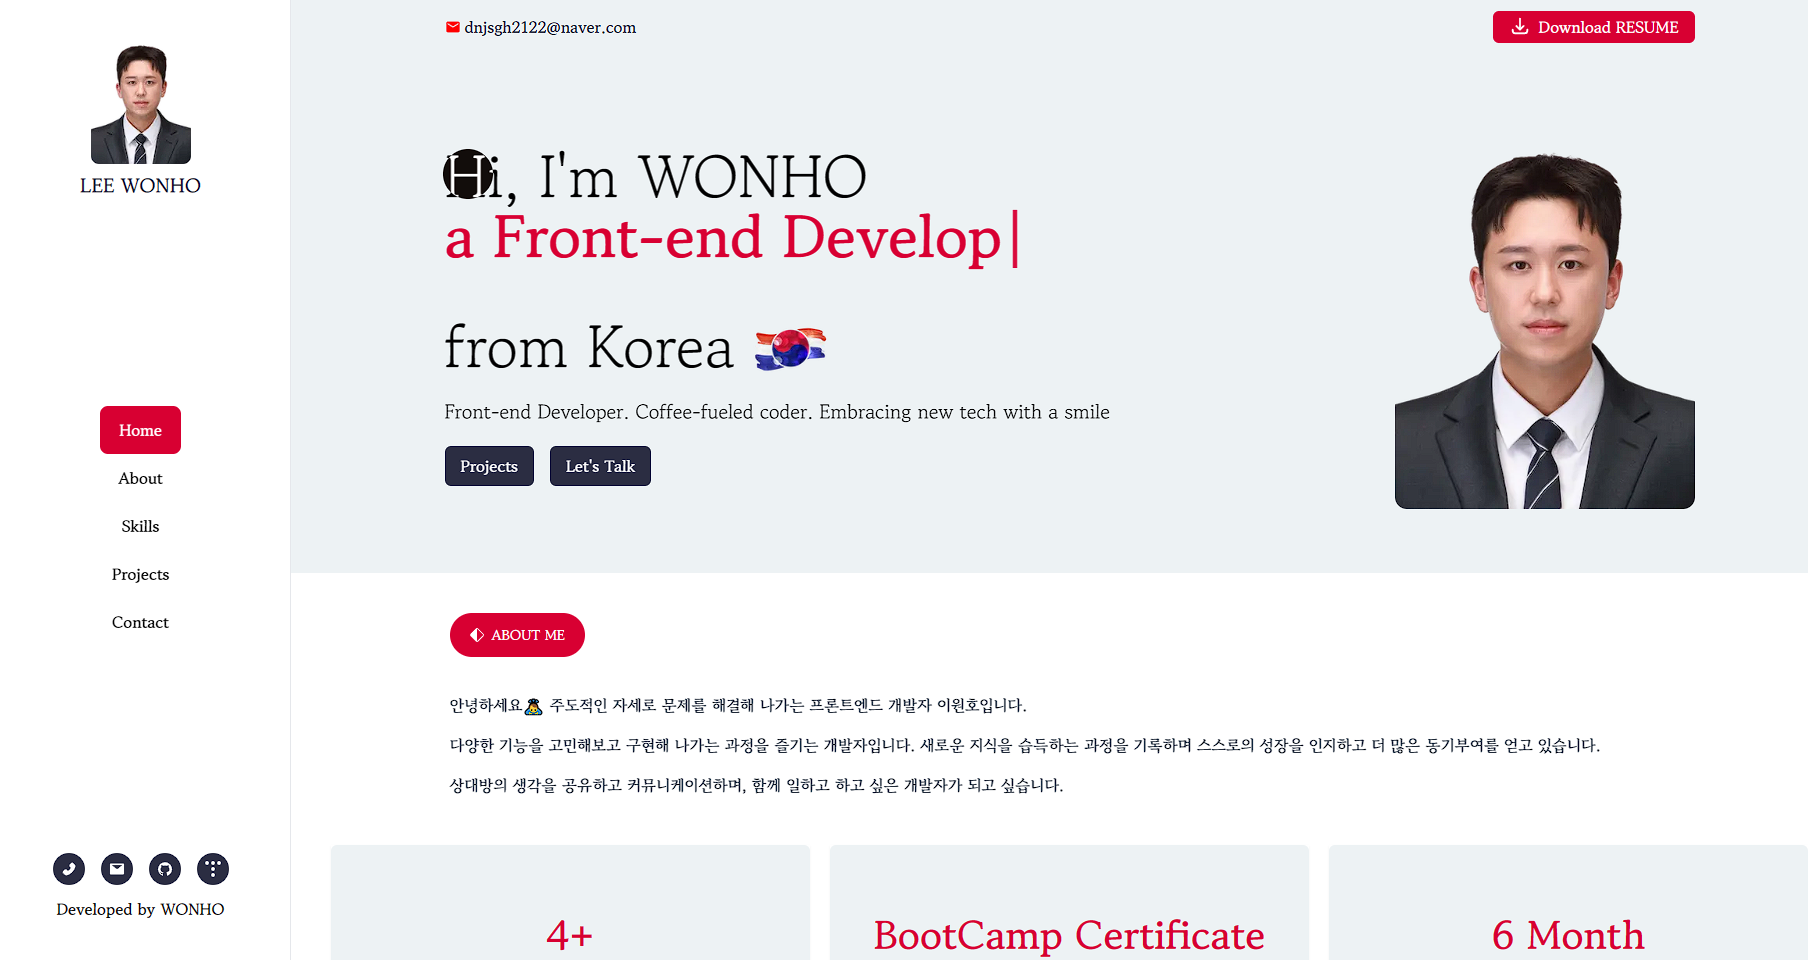 LEE WONHO
Home
About
Skills
Projects
Contact
Developed by WONHO
dnjsgh2122@naver.com
Download RESUME
Hi, I'm WONHO
a Front-end Develop|
from Korea
Front-end Developer. Coffee-fueled coder. Embracing new tech with a smile
Projects
Let's Talk
ABOUT ME
안녕하세요🙇 주도적인 자세로 문제를 해결해 나가는 프론트엔드 개발자 이원호입니다.
다양한 기능을 고민해보고 구현해 나가는 과정을 즐기는 개발자입니다. 새로운 지식을 습득하는 과정을 기록하며 스스로의 성장을 인지하고 더 많은 동기부여를 얻고 있습니다.
상대방의 생각을 공유하고 커뮤니케이션하며, 함께 일하고 하고 싶은 개발자가 되고 싶습니다.
4+
BootCamp Certificate
6 Month